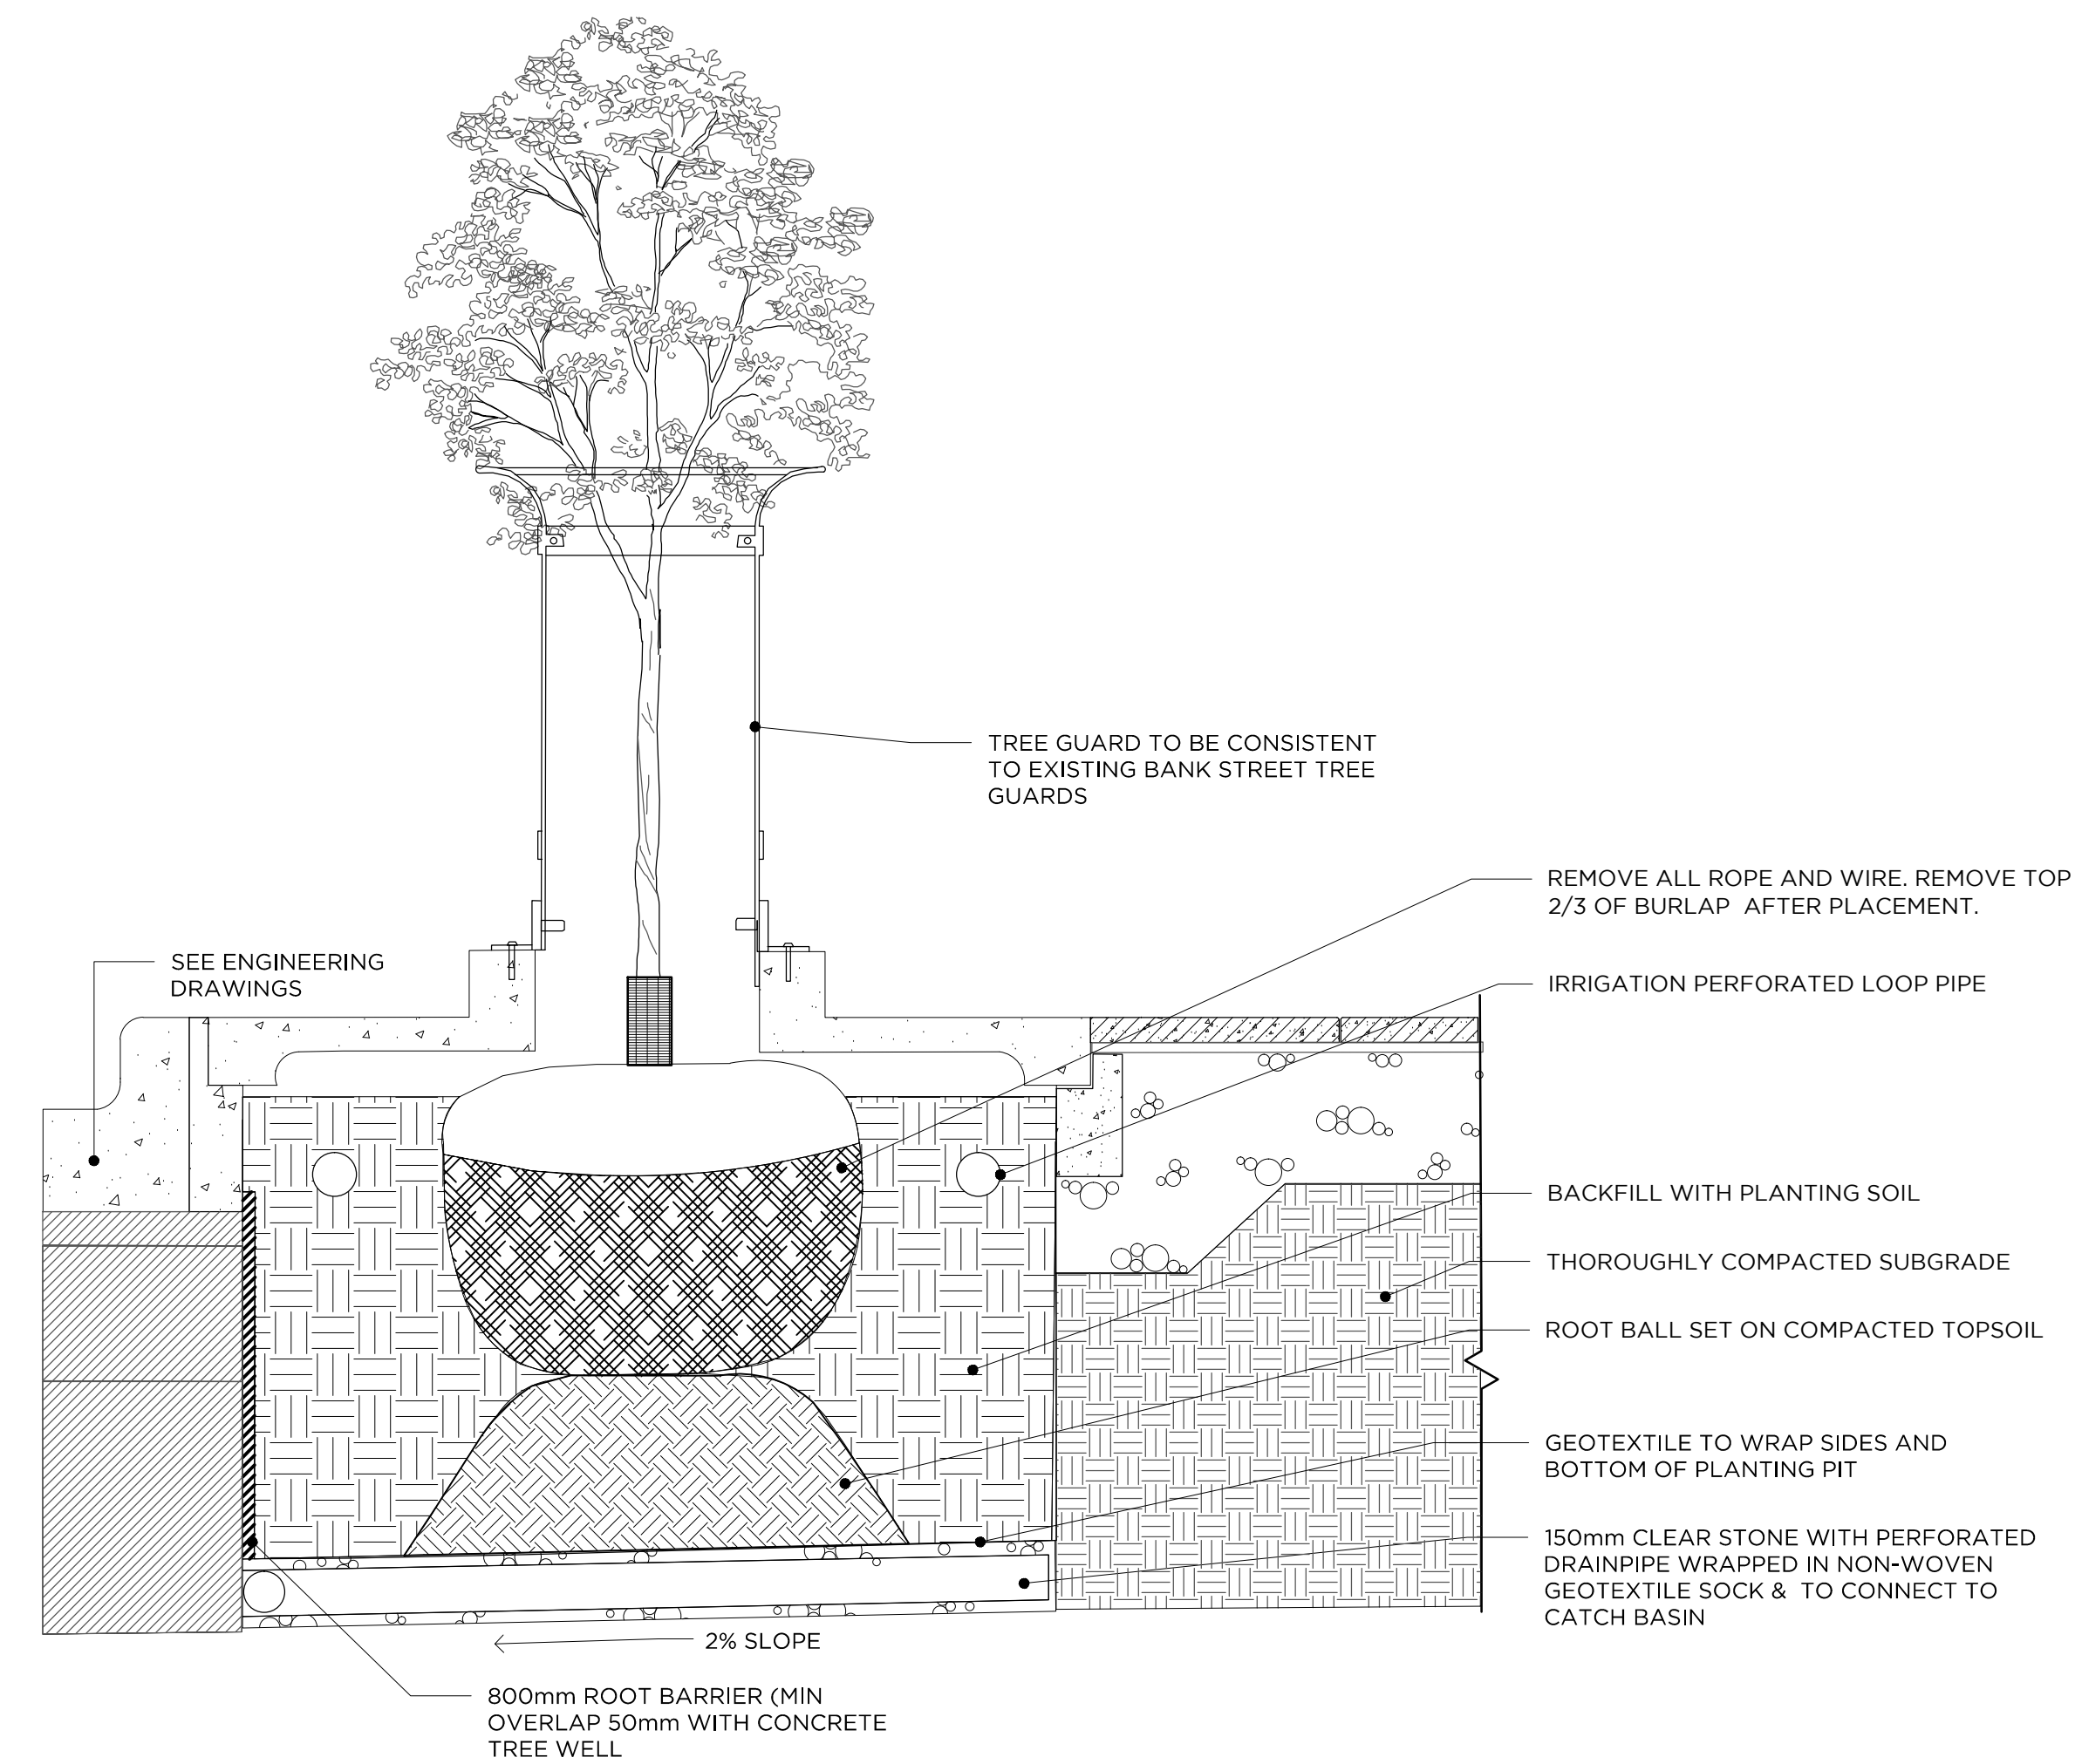 TREE GUARD TO BE CONSISTENT
TO EXISTING BANK STREET TREE
GUARDS
REMOVE ALL ROPE AND WIRE. REMOVE TOP
2/3 OF BURLAP AFTER PLACEMENT.
SEE ENGINEERING
DRAWINGS
IRRIGATION PERFORATED LOOP PIPE
BACKFILL WITH PLANTING SOIL
THOROUGHLY COMPACTED SUBGRADE
ROOT BALL SET ON COMPACTED TOPSOIL
GEOTEXTILE TO WRAP SIDES AND
BOTTOM OF PLANTING PIT
150mm CLEAR STONE WITH PERFORATED
DRAINPIPE WRAPPED IN NON-WOVEN
GEOTEXTILE SOCK & TO CONNECT TO
CATCH BASIN
2% SLOPE
800mm ROOT BARRIER (MIN
OVERLAP 50mm WITH CONCRETE
TREE WELL